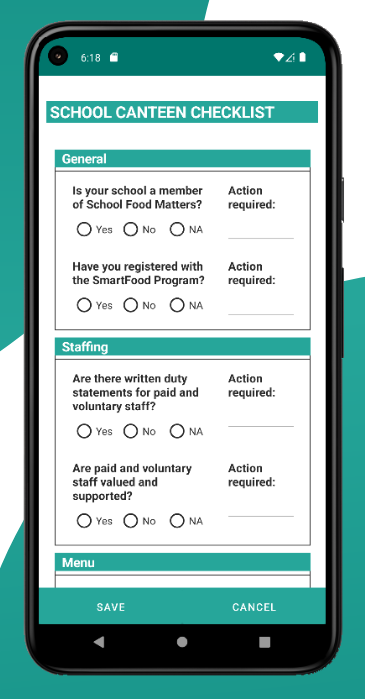 6:18
SCHOOL CANTEEN CHECKLIST
General
Is your school a member
of School Food Matters?
Action
required:
Yes No NA
Have you registered with
the SmartFood Program?
Action
required:
Yes No NA
Staffing
Are there written duty
statements for paid and
voluntary staff?
Action
required:
Yes No NA
Are paid and voluntary
staff valued and
supported?
Action
required:
Yes No NA
Menu
SAVE CANCEL